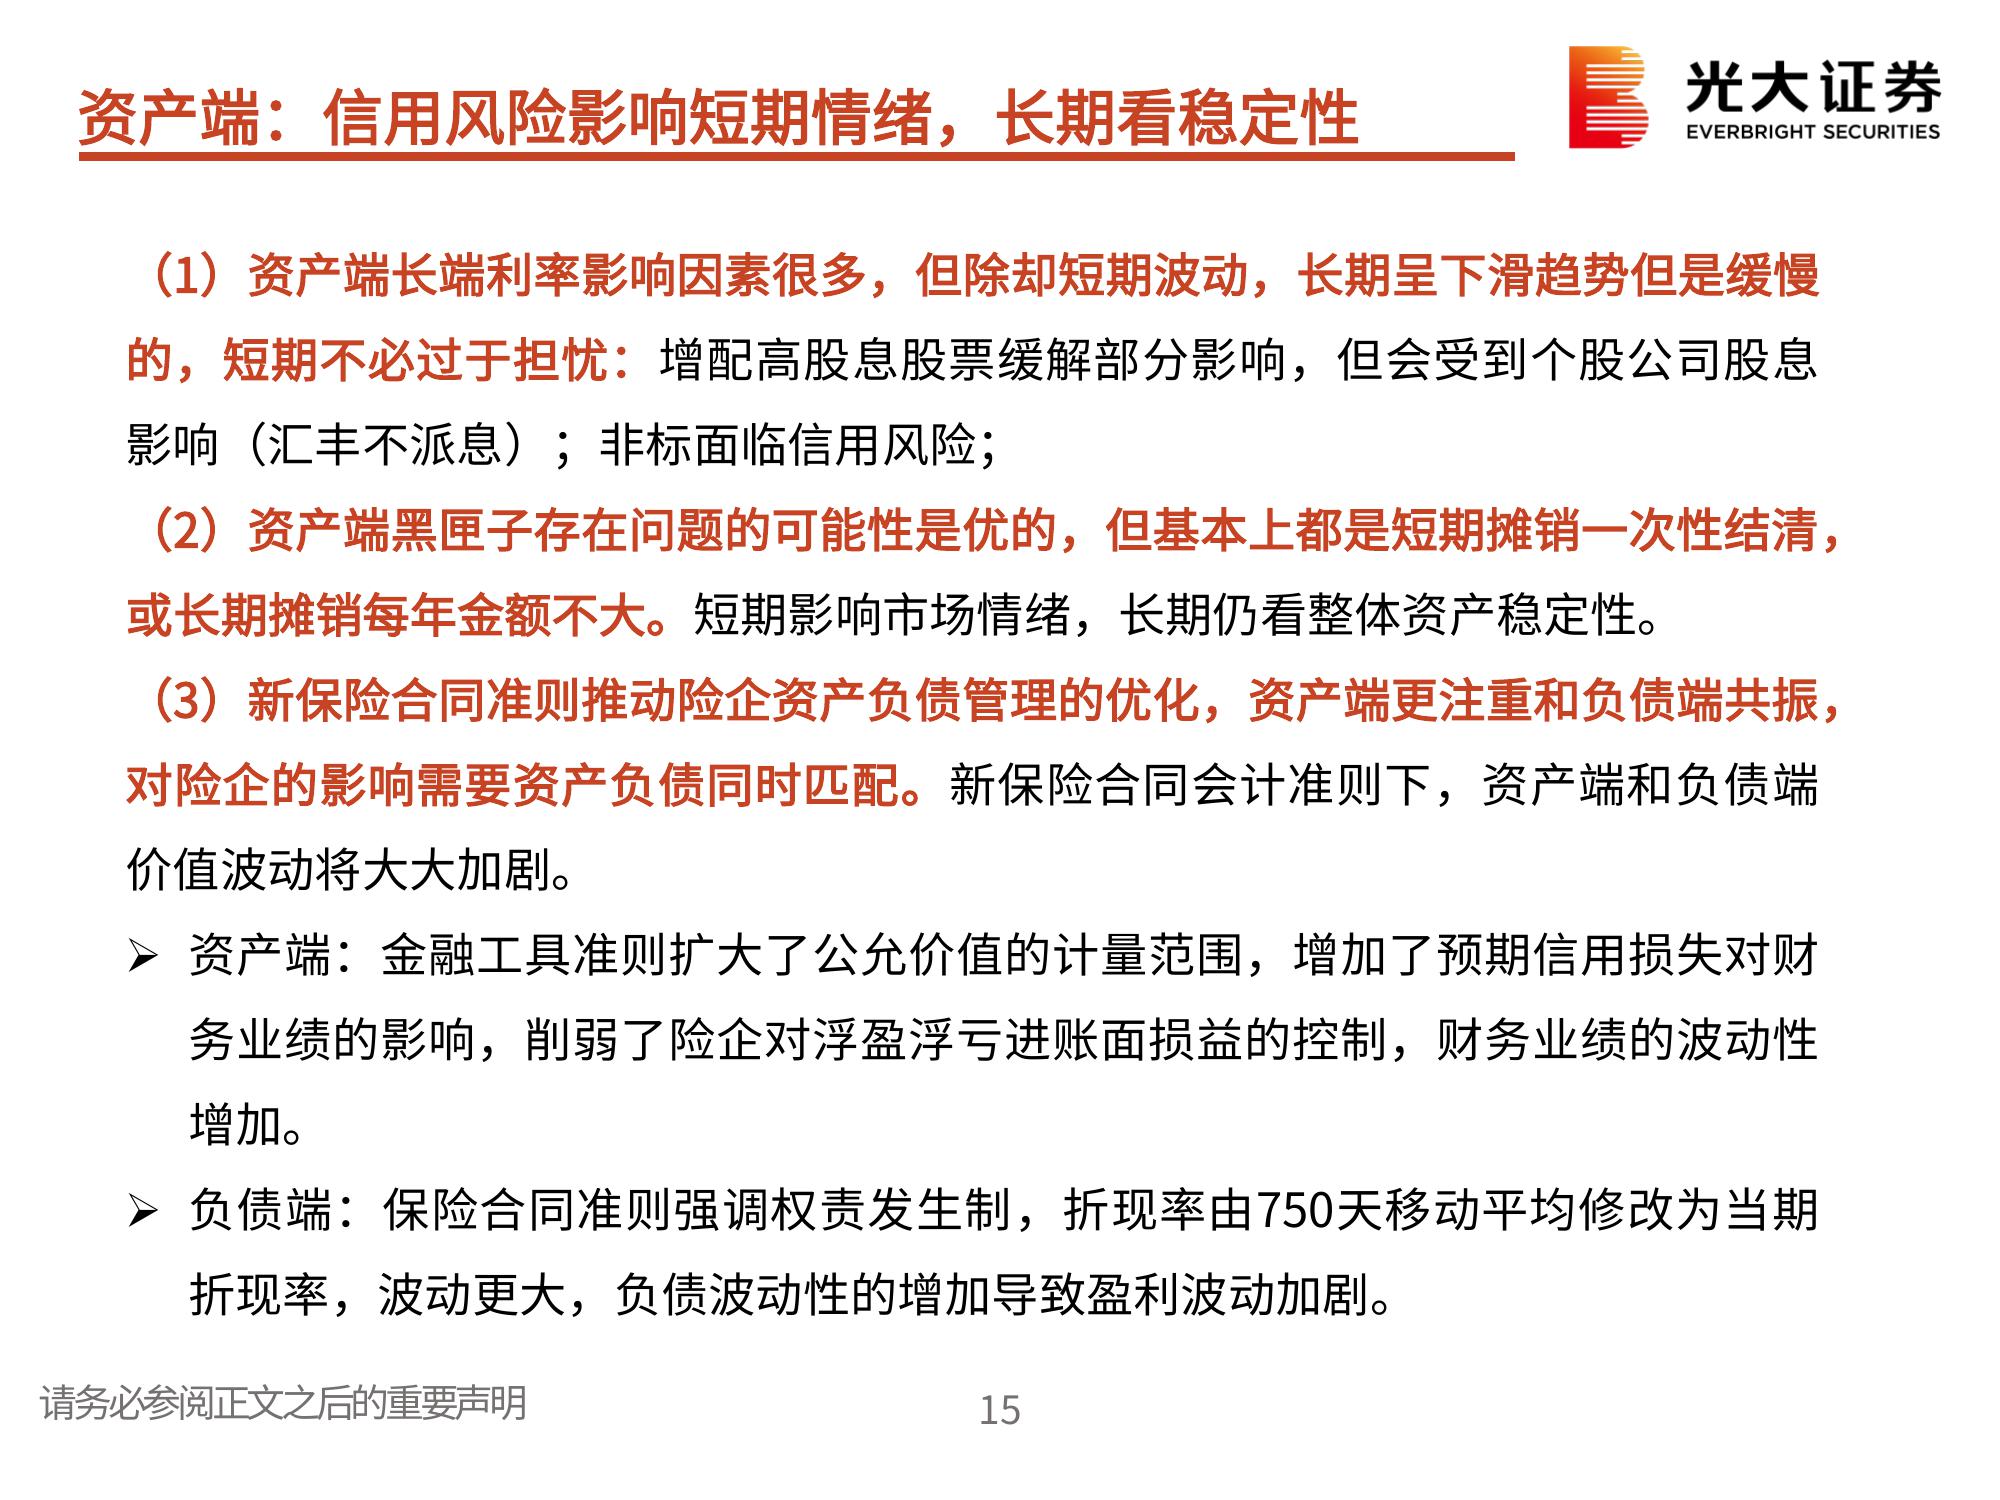 资产端：信用风险影响短期情绪，长期看稳定性
光大证券
EVERBRIGHT SECURITIES
（1）资产端长端利率影响因素很多，但除却短期波动，长期呈下滑趋势但是缓慢
的，短期不必过于担忧：增配高股息股票缓解部分影响，但会受到个股公司股息
影响（汇丰不派息）；非标面临信用风险；
（2）资产端黑匣子存在问题的可能性是优的，但基本上都是短期摊销一次性结清，
或长期摊销每年金额不大。短期影响市场情绪，长期仍看整体资产稳定性。
（3）新保险合同准则推动险企资产负债管理的优化，资产端更注重和负债端共振，
对险企的影响需要资产负债同时匹配。新保险合同会计准则下，资产端和负债端
价值波动将大大加剧。
➢ 资产端：金融工具准则扩大了公允价值的计量范围，增加了预期信用损失对财
务业绩的影响，削弱了险企对浮盈浮亏进账面损益的控制，财务业绩的波动性
增加。
➢ 负债端：保险合同准则强调权责发生制，折现率由750天移动平均修改为当期
折现率，波动更大，负债波动性的增加导致盈利波动加剧。
请务必参阅正文之后的重要声明
15